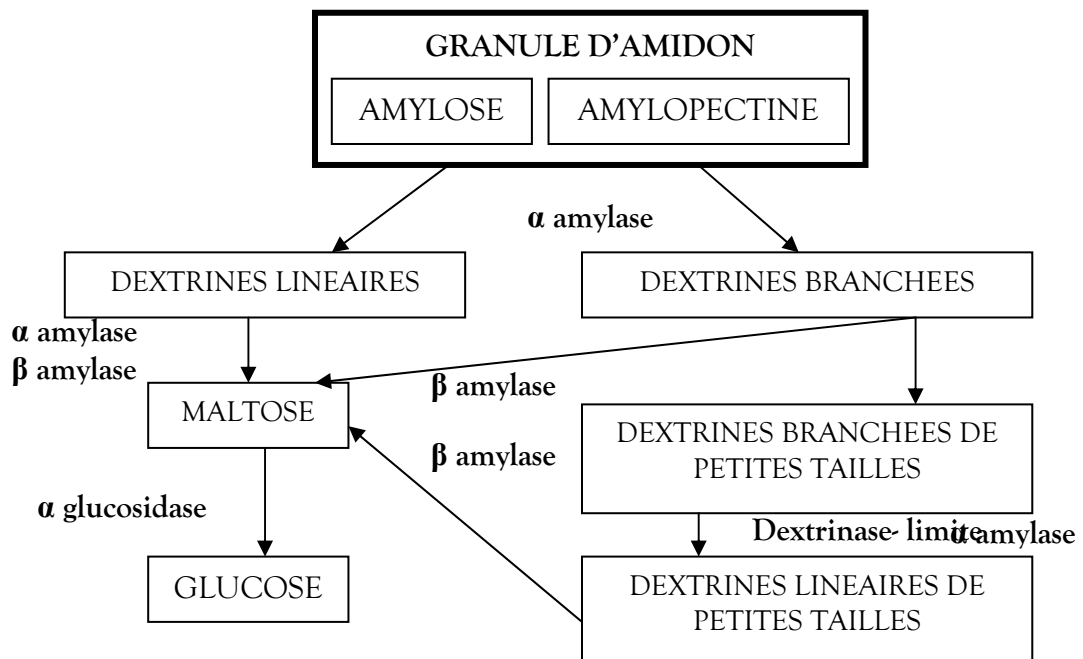 GRANULE D'AMIDON
AMYLOSE
AMYLOPECTINE
α amylase
DEXTRINES LINEAIRES
DEXTRINES BRANCHEES
α amylase
β amylase
β amylase
MALTOSE
DEXTRINES BRANCHEES DE
PETITES TAILLES
β amylase
α glucosidase
Dextrinase- limite
α amylase
GLUCOSE
DEXTRINES LINEAIRES DE
PETITES TAILLES